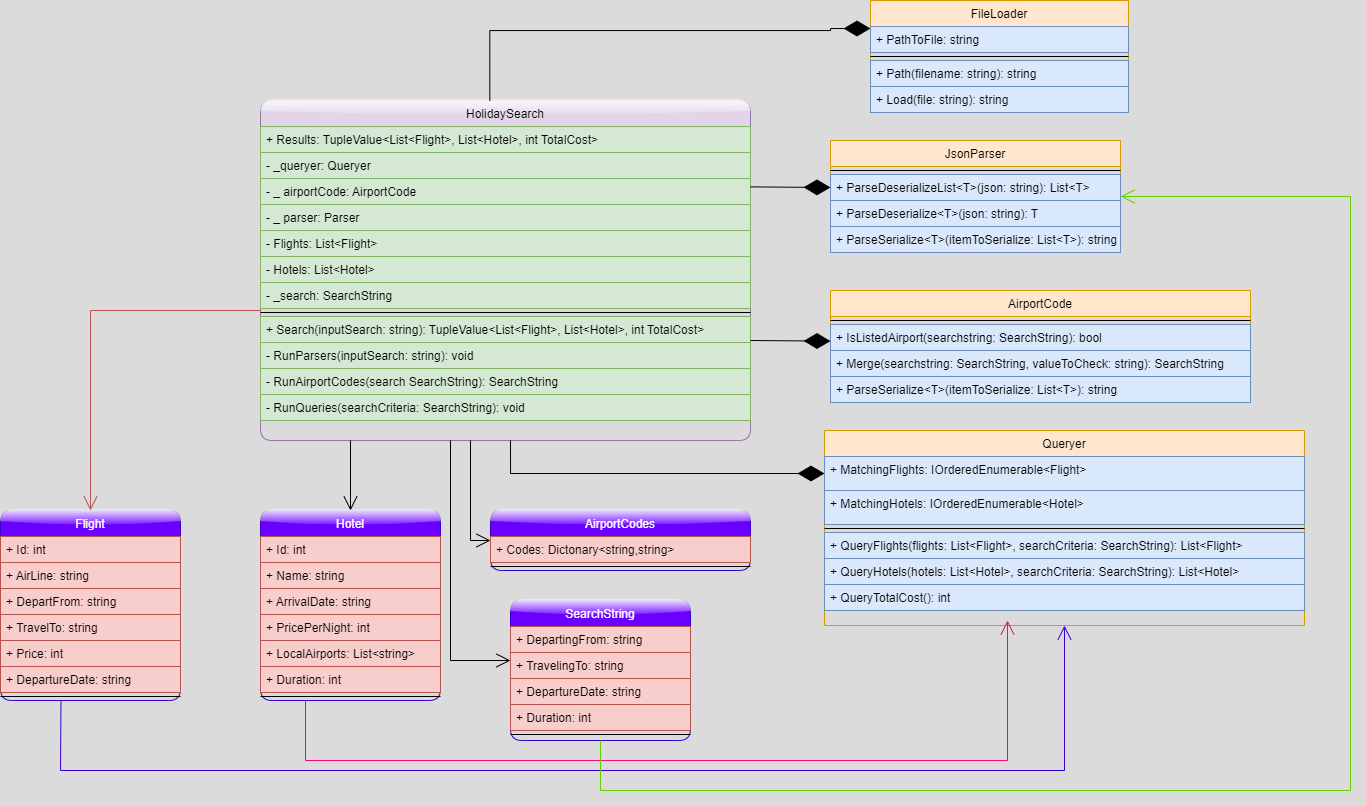 FileLoader
+ PathToFile: string
+ Path(filename: string): string
+ Load(file: string): string
HolidaySearch
+ Results: TupleValue<List<Flight>, List<Hotel>, int TotalCost>
- _queryer: Queryer
- _ airportCode: AirportCode
- _ parser: Parser
- Flights: List<Flight>
- Hotels: List<Hotel>
- _search: SearchString
+ Search(inputSearch: string): TupleValue<List<Flight>, List<Hotel>, int TotalCost>
- RunParsers(inputSearch: string): void
- RunAirportCodes(search SearchString): SearchString
- RunQueries(searchCriteria: SearchString): void
JsonParser
+ ParseDeserializeList<T>(json: string): List<T>
+ ParseDeserialize<T>(json: string): T
+ ParseSerialize<T>(itemToSerialize: List<T>): string
AirportCode
+ IsListedAirport(searchstring: SearchString): bool
+ Merge(searchstring: SearchString, valueToCheck: string): SearchString
+ ParseSerialize<T>(itemToSerialize: List<T>): string
Queryer
+ MatchingFlights: IOrderedEnumerable<Flight>
+ MatchingHotels: IOrderedEnumerable<Hotel>
+ QueryFlights(flights: List<Flight>, searchCriteria: SearchString): List<Flight>
+ QueryHotels(hotels: List<Hotel>, searchCriteria: SearchString): List<Hotel>
+ QueryTotalCost(): int
Flight
+ Id: int
+ AirLine: string
+ DepartFrom: string
+ TravelTo: string
+ Price: int
+ DepartureDate: string
Hotel
+ Id: int
+ Name: string
+ ArrivalDate: string
+ PricePerNight: int
+ LocalAirports: List<string>
+ Duration: int
AirportCodes
+ Codes: Dictonary<string,string>
SearchString
+ DepartingFrom: string
+ TravelingTo: string
+ DepartureDate: string
+ Duration: int